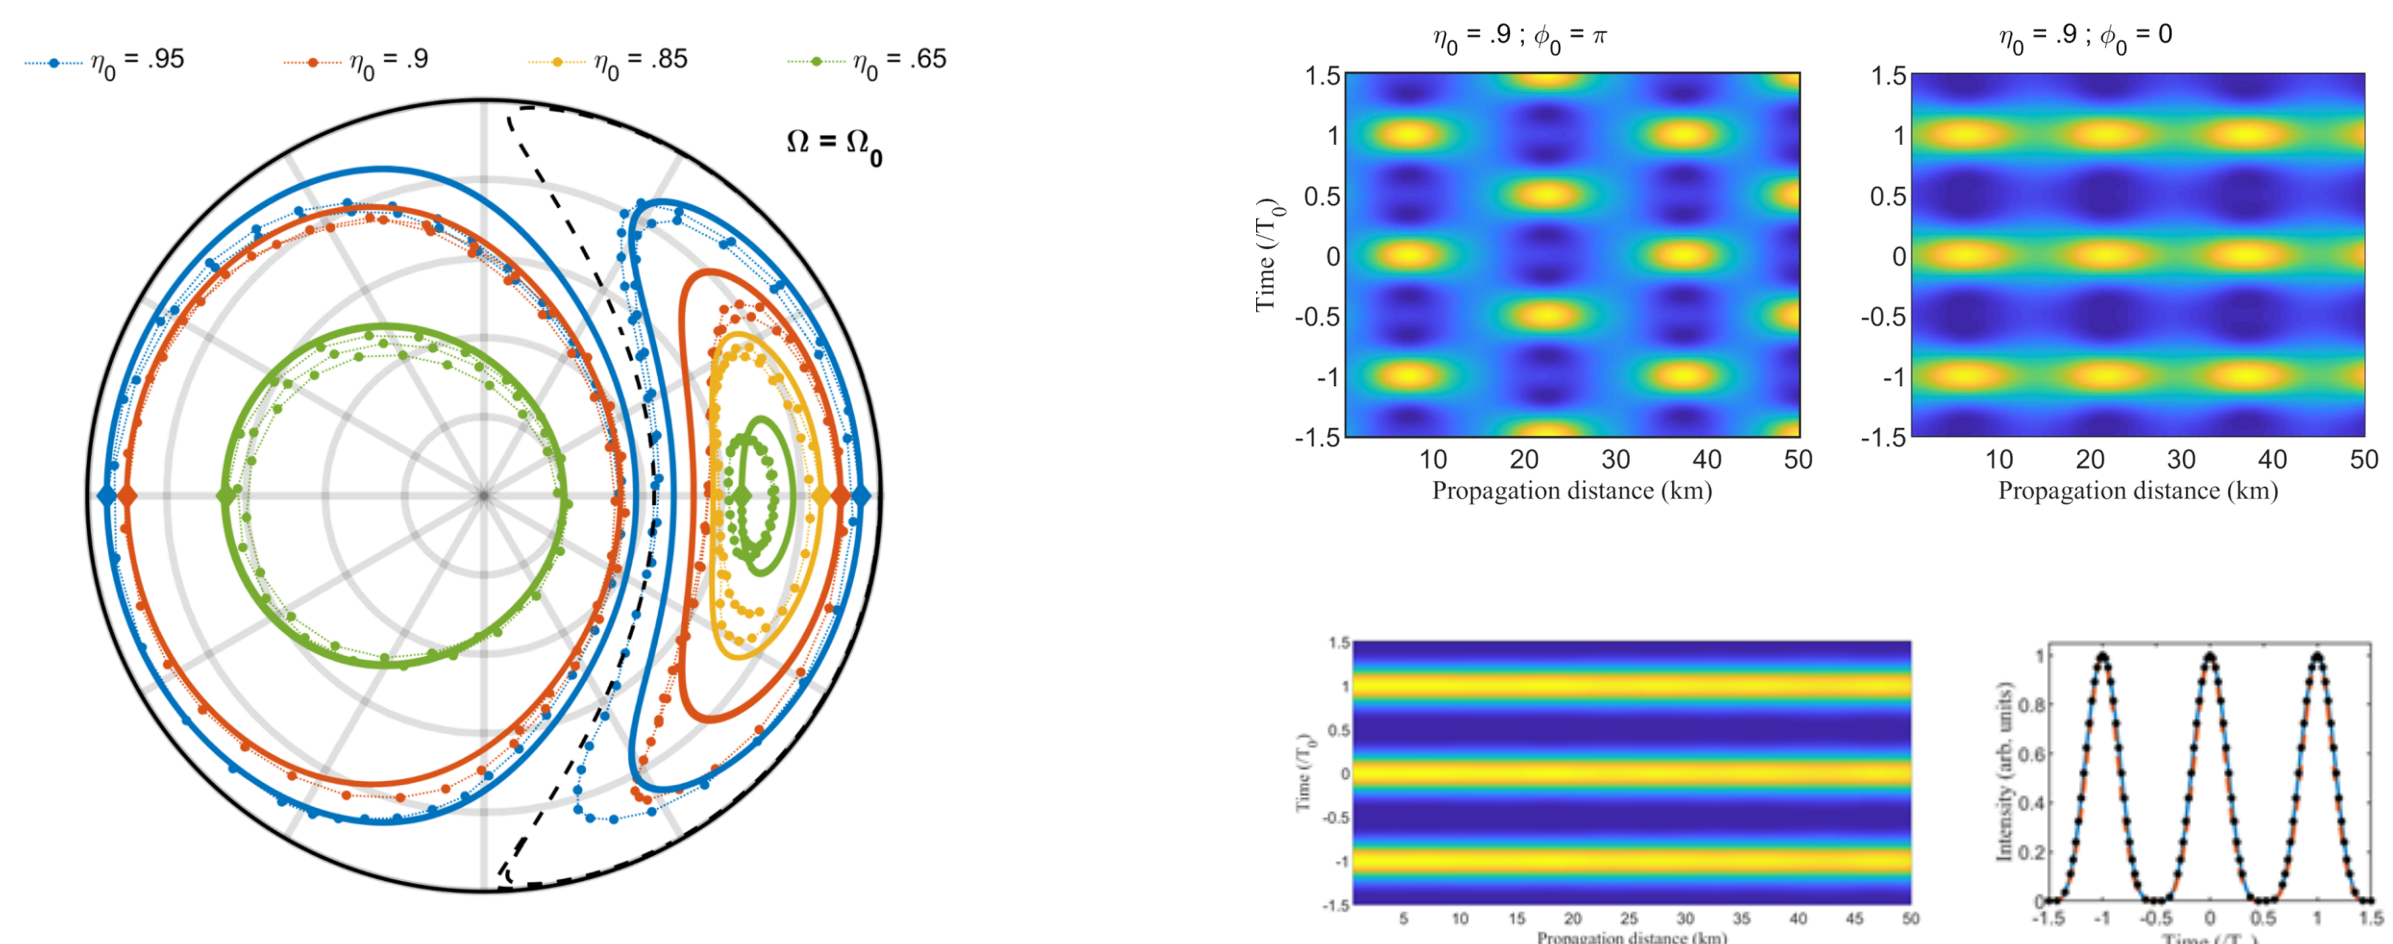 η0 = .95 η0 = .9 η0 = .85 η0 = .65
Ω = Ω0
η0 = .9 ; ϕ0 = π
1.5
1
0.5
0
-0.5
-1
-1.5
Time (/T0)
10 20 30 40 50
Propagation distance (km)
η0 = .9 ; ϕ0 = 0
1.5
1
0.5
0
-0.5
-1
-1.5
10 20 30 40 50
Propagation distance (km)
1.5
1
0.5
0
-0.5
-1
-1.5
Time (/T0)
5 10 15 20 25 30 35 40 45 50
Propagation distance (km)
1
0.8
0.6
0.4
0.2
0
Intensity (arb. units)
-1.5 -1 -0.5 0 0.5 1 1.5
Time (/T0)